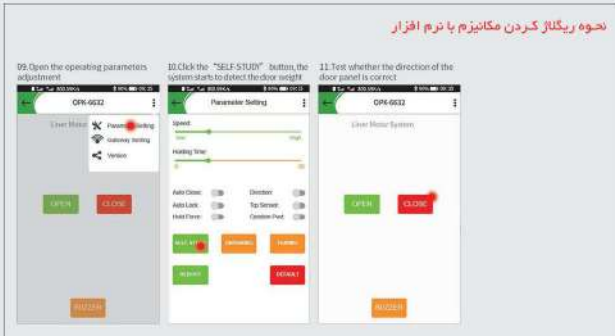 نحوه ریگلاژ کردن مکانیزم با نرم افزار
09.Open the operating parameters
adjustment
10.Click the "SELF-STUDY" button, the
system starts to detect the door weight
11.Test whether the direction of the
door panel is correct
OPK-6632
Liner Motor
Parameter Setting
Gateway Setting
Version
OPEN
CLOSE
BUZZER
Parameter Setting
Speed:
High
Holding Time:
Auto Close:
Direction:
Auto Lock:
Top Sensor:
Hold Force:
DEFAULT
OPK-6632
Liner Motor System
OPEN
CLOSE
BUZZER